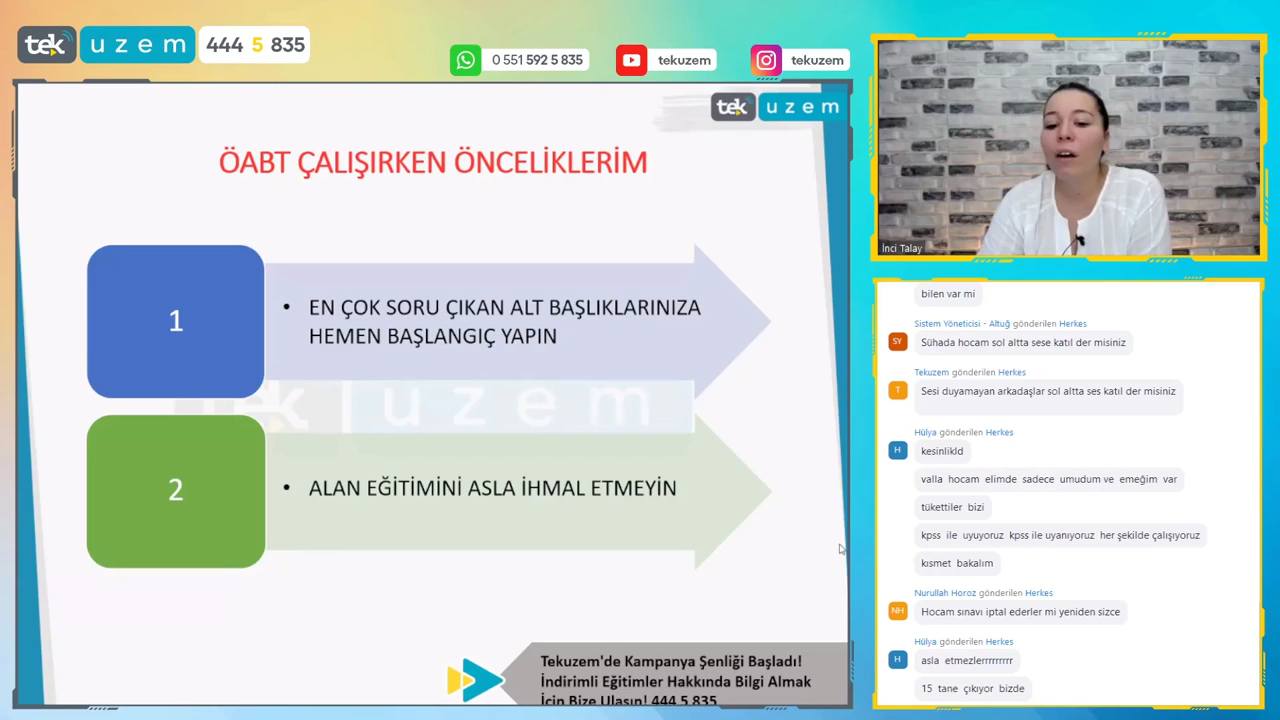 tek uzem 444 5 835
0 551 592 5 835
tekuzem
tekuzem
tek uzem
ÖABT ÇALIŞIRKEN ÖNCELİKLERİM
1
• EN ÇOK SORU ÇIKAN ALT BAŞLIKLARINIZA
HEMEN BAŞLANGIÇ YAPIN
tek | uzem
2
• ALAN EĞİTİMİNİ ASLA İHMAL ETMEYİN
Tekuzem'de Kampanya Şenliği Başladı!
İndirimli Eğitimler Hakkında Bilgi Almak
İçin Bize Ulaşın! 444 5 835
İnci Talay
bilen var mi
Sistem Yöneticisi - Altuğ gönderilen Herkes
SY
Sühada hocam sol altta sese katıl der misiniz
Tekuzem gönderilen Herkes
T
Sesi duyamayan arkadaşlar sol altta ses katıl der misiniz
Hülya gönderilen Herkes
H
kesinlikld
valla hocam elimde sadece umudum ve emeğim var
tükettiler bizi
kpss ile uyuyoruz kpss ile uyanıyoruz her şekilde çalışıyoruz
kısmet bakalım
Nurullah Horoz gönderilen Herkes
NH
Hocam sınavı iptal ederler mi yeniden sizce
Hülya gönderilen Herkes
H
asla etmezlerrrrrrrrr
15 tane çıkıyor bizde